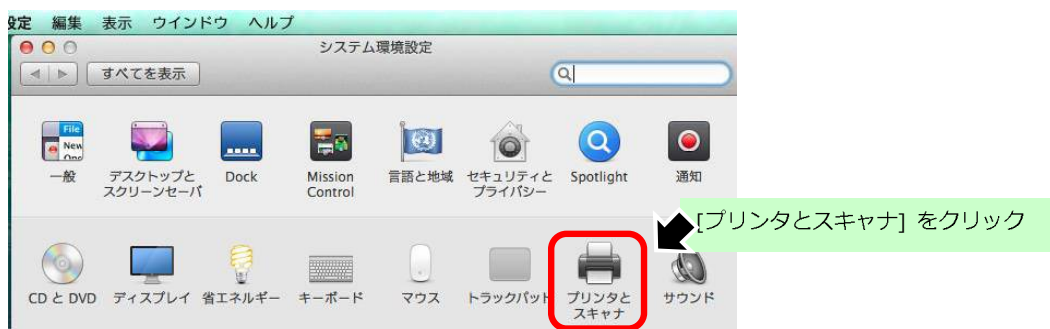 設定 編集 表示 ウインドウ ヘルプ
システム環境設定
すべてを表示
File
New
一般
デスクトップと
スクリーンセーバ
Dock
Mission
Control
言語と地域
セキュリティと
プライバシー
Spotlight
通知
[プリンタとスキャナ] をクリック
CD と DVD
ディスプレイ
省エネルギー
キーボード
マウス
トラックパッド
プリンタと
スキャナ
サウンド